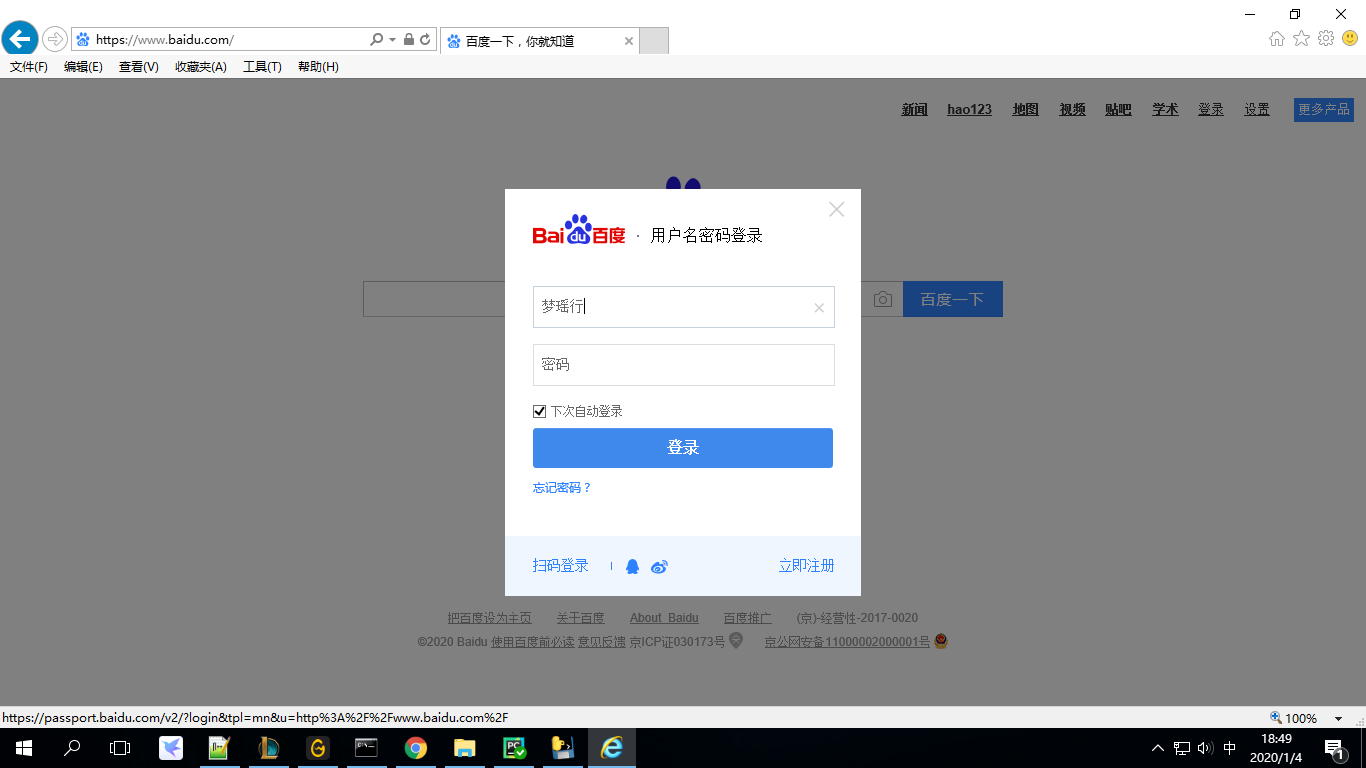 https://www.baidu.com/
百度一下，你就知道
文件(F) 编辑(E) 查看(V) 收藏夹(A) 工具(T) 帮助(H)
新闻 hao123 地图 视频 贴吧 学术 登录 设置 更多产品
Bai du 百度 · 用户名密码登录
梦瑶行
百度一下
密码
下次自动登录
登录
忘记密码？
扫码登录 立即注册
把百度设为主页 关于百度 About Baidu 百度推广 (京)-经营性-2017-0020
©2020 Baidu 使用百度前必读 意见反馈 京ICP证030173号 京公网安备11000002000001号
https://passport.baidu.com/v2/?login&tpl=mn&u=http%3A%2F%2Fwww.baidu.com%2F 100%
中 18:49
2020/1/4
1